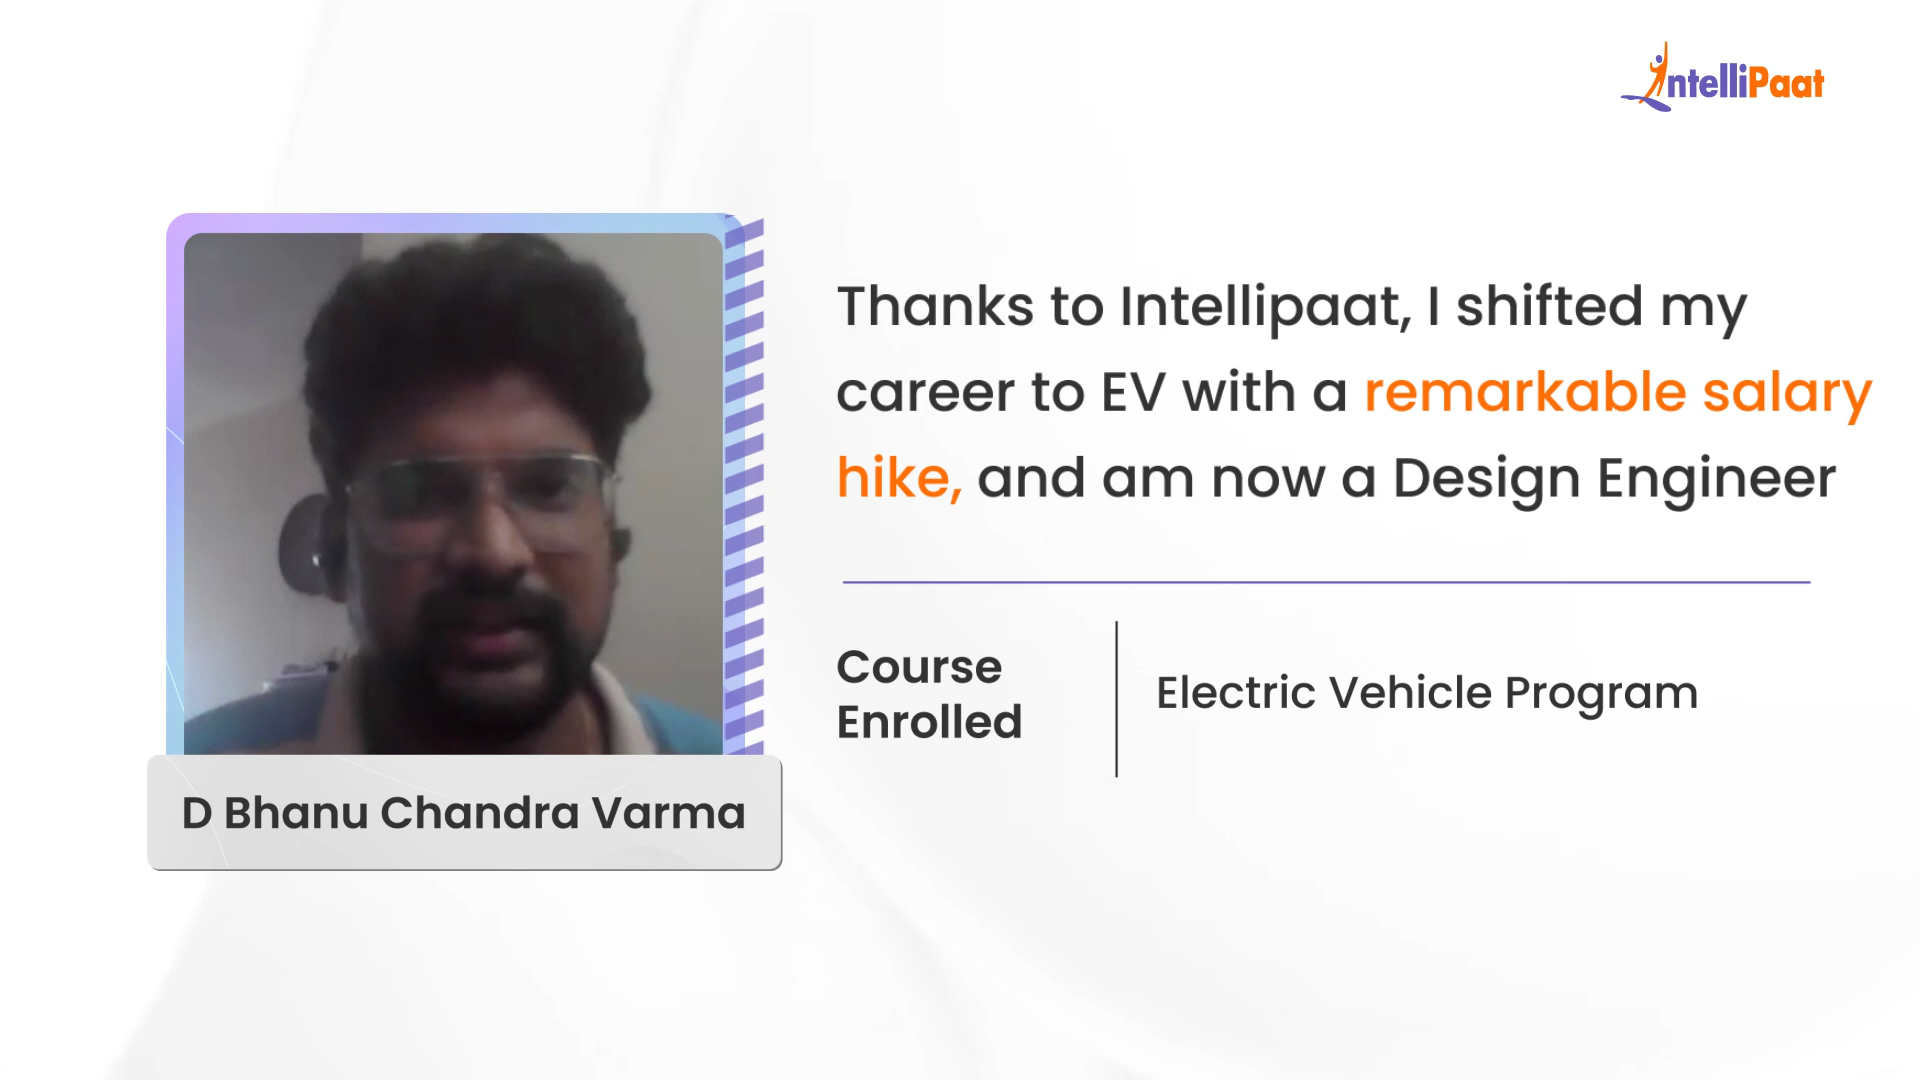 IntelliPaat
Thanks to Intellipaat, I shifted my
career to EV with a remarkable salary
hike, and am now a Design Engineer
Course
Enrolled
Electric Vehicle Program
D Bhanu Chandra Varma